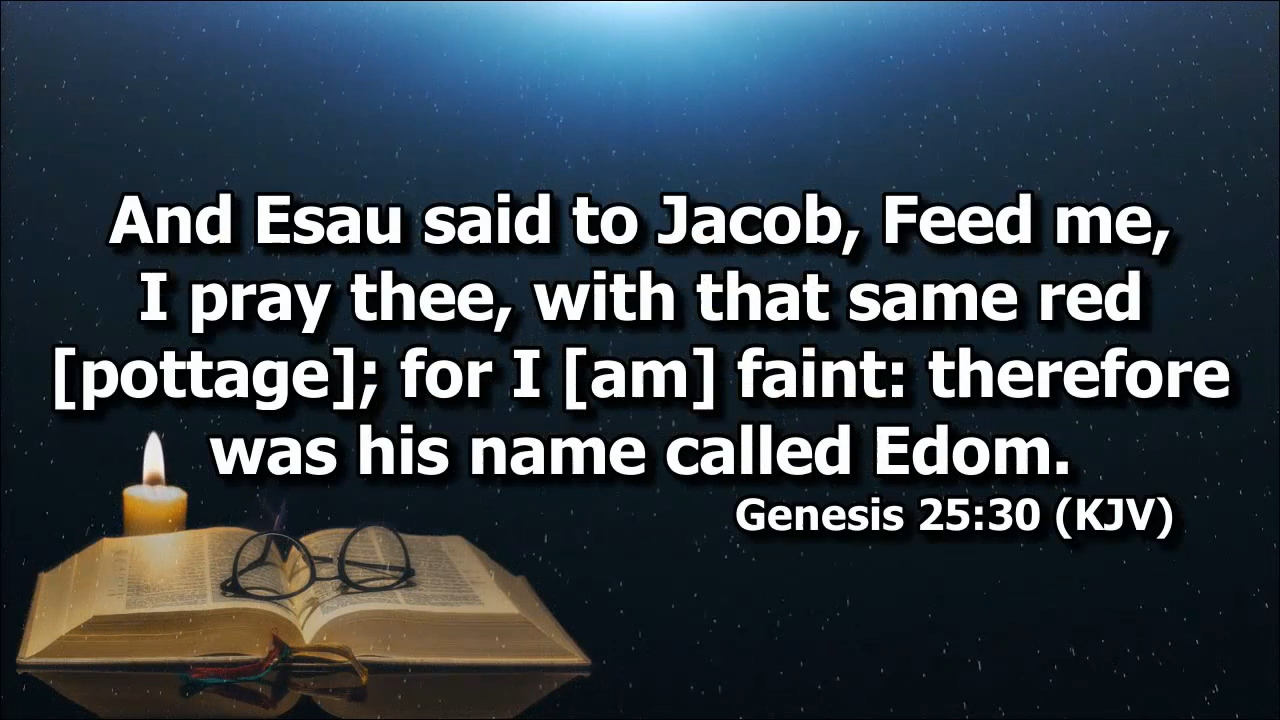 And Esau said to Jacob, Feed me,
I pray thee, with that same red
[pottage]; for I [am] faint: therefore
was his name called Edom.
Genesis 25:30 (KJV)